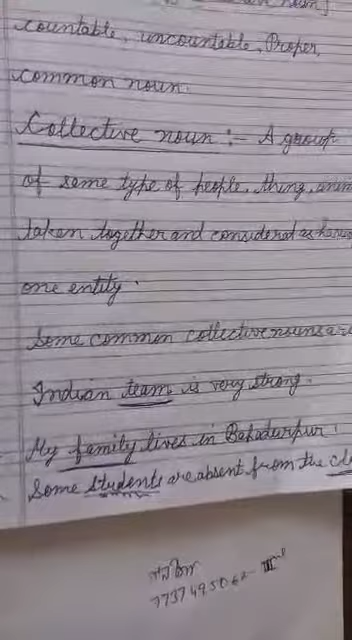 noun]
countable, uncountable, Proper,
common noun.
Collective noun :- A group
of same type of people, thing,
taken together and considered as
one entity.
Some common collective nouns are
Indian team is very strong.
My family lives in Bahadurpur.
Some students are absent from the